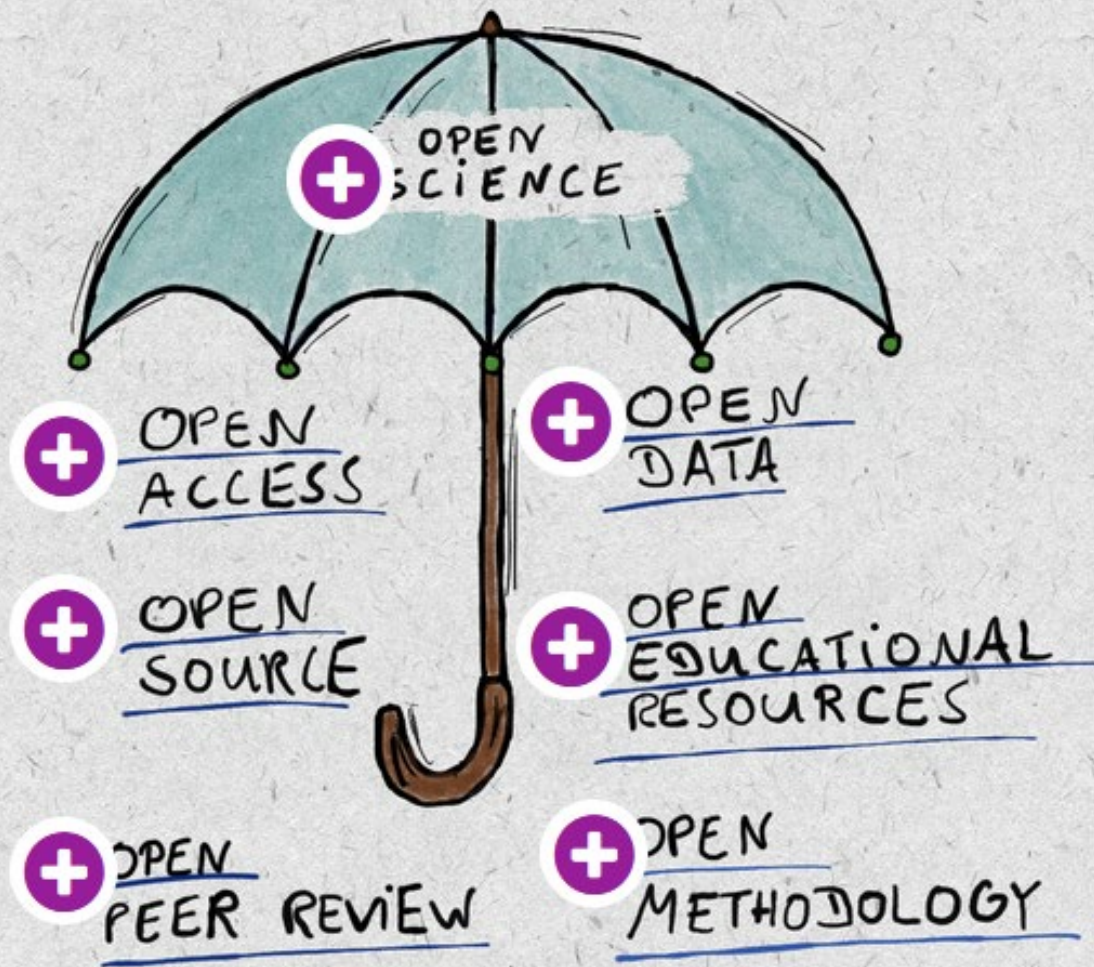 OPEN
SCiENCE
OPEN
ACCESS
OPEN
DATA
OPEN
SOURCE
OPEN
EDUCATiONAL
RESOURCES
OPEN
PEER REViEW
OPEN
METHODOLOGY